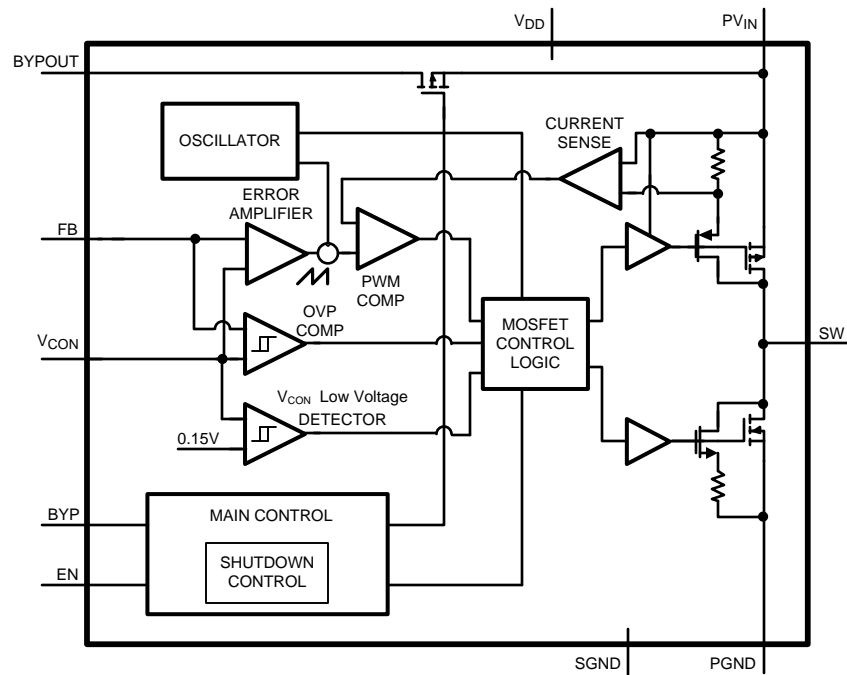 VDD
PVIN
BYPOUT
OSCILLATOR
CURRENT
SENSE
ERROR
AMPLIFIER
FB
PWM
COMP
OVP
COMP
MOSFET
CONTROL
LOGIC
VCON
SW
VCON Low Voltage
DETECTOR
0.15V
BYP
MAIN CONTROL
SHUTDOWN
CONTROL
EN
SGND
PGND